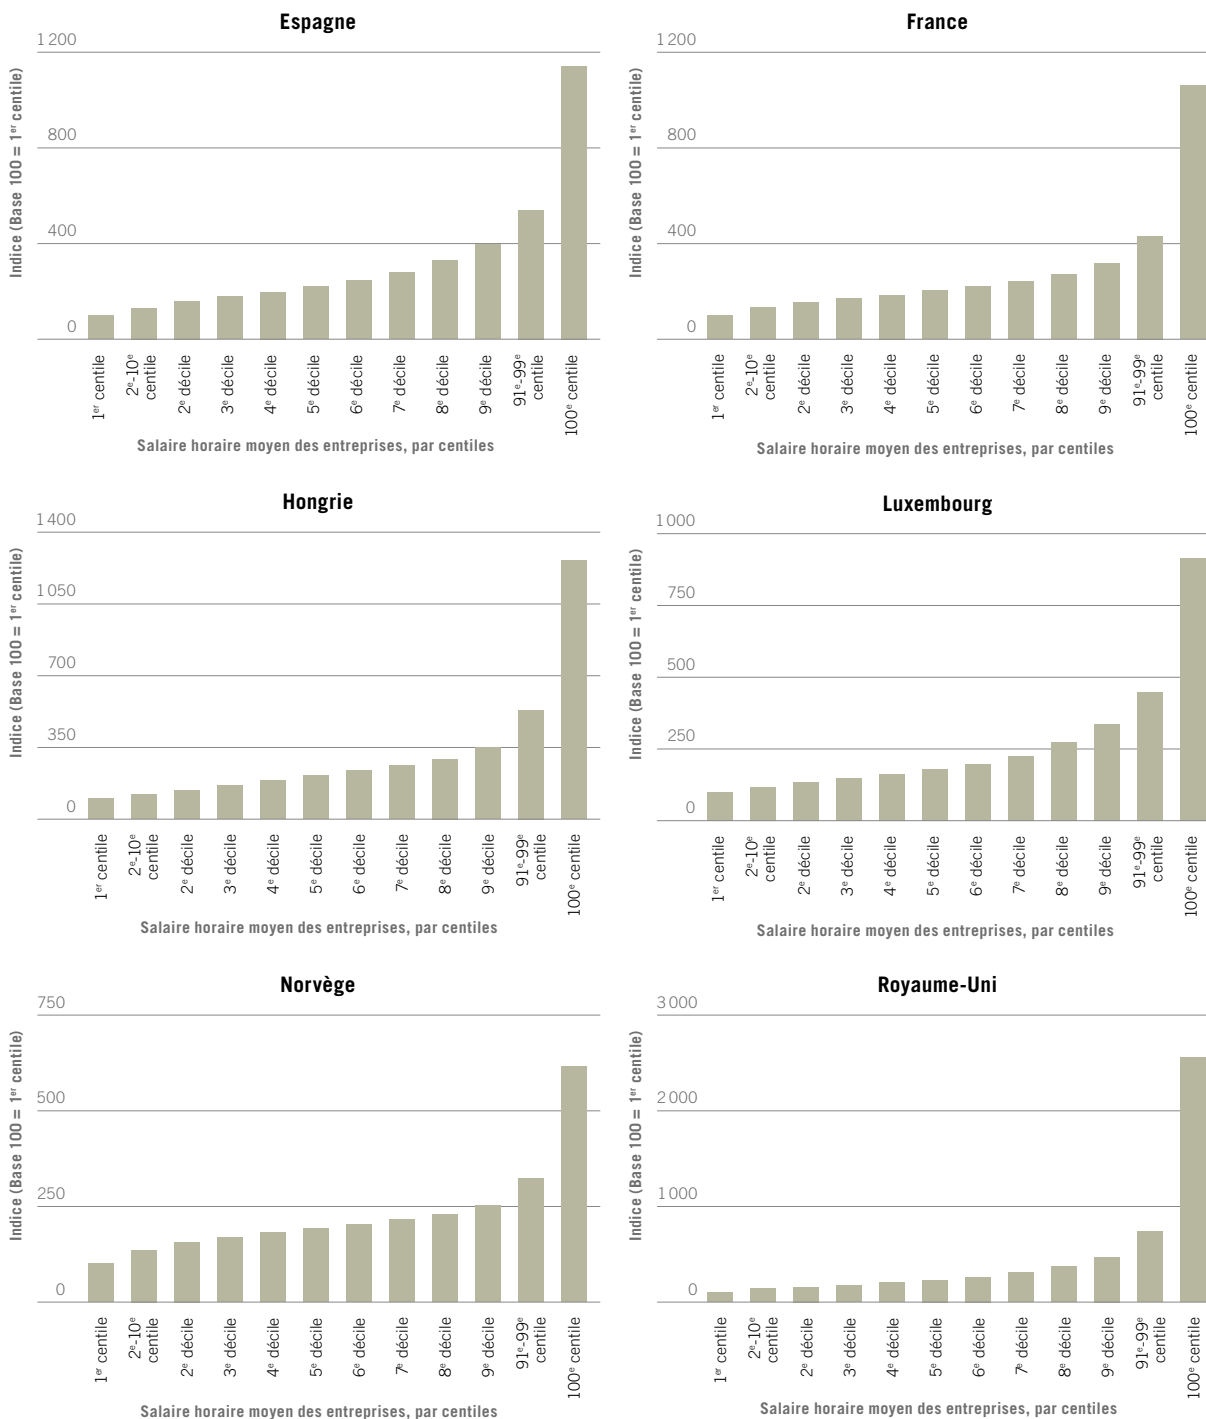 Espagne
Indice (Base 100 = 1er centile)
1 200
800
400
0
1er centile
2e-10e
centile
2e décile
3e décile
4e décile
5e décile
6e décile
7e décile
8e décile
9e décile
91e-99e
centile
100e centile
Salaire horaire moyen des entreprises, par centiles
France
Indice (Base 100 = 1er centile)
1200
800
400
0
1er centile
2e-10e
centile
2e décile
3e décile
4e décile
5e décile
6e décile
7e décile
8e décile
9e décile
91e-99e
centile
100e centile
Salaire horaire moyen des entreprises, par centiles
Hongrie
Indice (Base 100 = 1er centile)
1 400
1 050
700
350
0
1er centile
2e-10e
centile
2e décile
3e décile
4e décile
5e décile
6e décile
7e décile
8e décile
9e décile
91e-99e
centile
100e centile
Salaire horaire moyen des entreprises, par centiles
Luxembourg
Indice (Base 100 = 1er centile)
1 000
750
500
250
0
1er centile
2e-10e
centile
2e décile
3e décile
4e décile
5e décile
6e décile
7e décile
8e décile
9e décile
91e-99e
centile
100e centile
Salaire horaire moyen des entreprises, par centiles
Norvège
Indice (Base 100 = 1er centile)
750
500
250
0
1er centile
2e-10e
centile
2e décile
3e décile
4e décile
5e décile
6e décile
7e décile
8e décile
9e décile
91e-99e
centile
100e centile
Salaire horaire moyen des entreprises, par centiles
Royaume-Uni
Indice (Base 100 = 1er centile)
3 000
2 000
1 000
0
1er centile
2e-10e
centile
2e décile
3e décile
4e décile
5e décile
6e décile
7e décile
8e décile
9e décile
91e-99e
centile
100e centile
Salaire horaire moyen des entreprises, par centiles